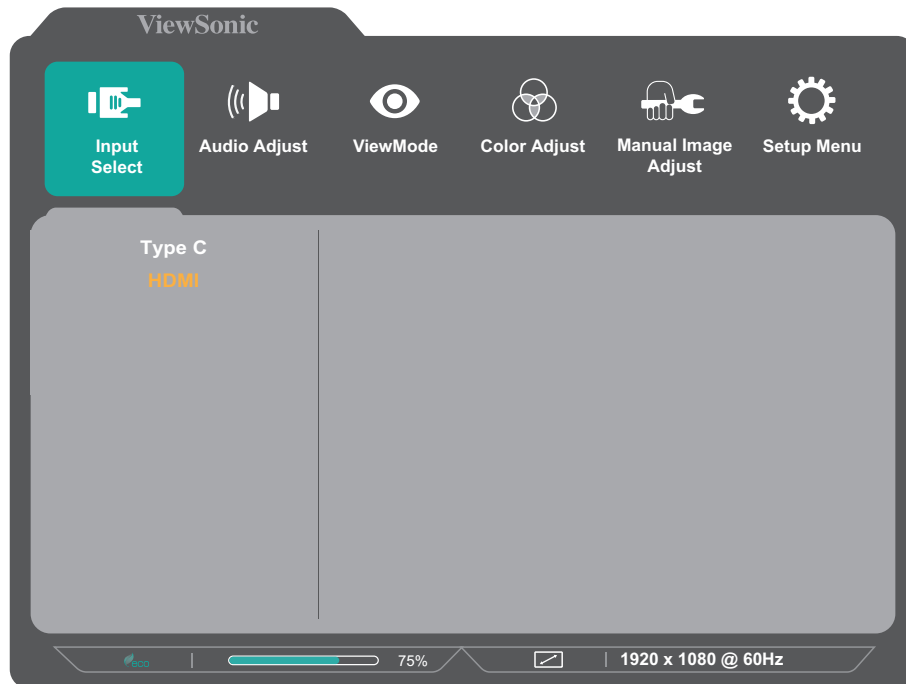 ViewSonic
Input
Select
Audio Adjust
ViewMode
Color Adjust
Manual Image
Adjust
Setup Menu
Type C
HDMI
eco
75%
1920 x 1080 @ 60Hz